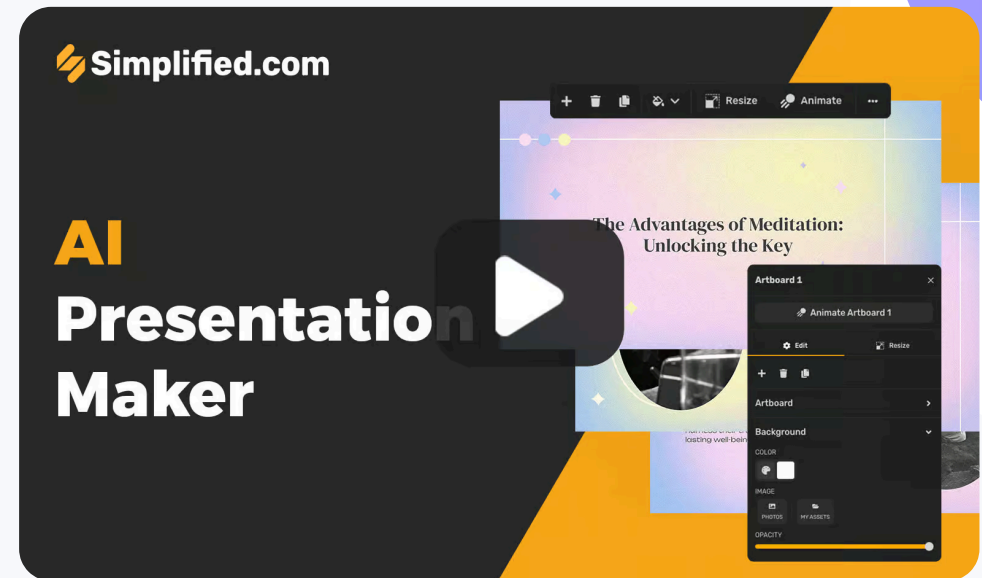 Simplified.com
Resize
Animate
AI
Presentation
Maker
The Advantages of Meditation:
Unlocking the Key
Artboard 1
Animate Artboard 1
Edit
Resize
Artboard
Background
COLOR
IMAGE
PHOTOS
MY ASSETS
OPACITY
lasting well-bein